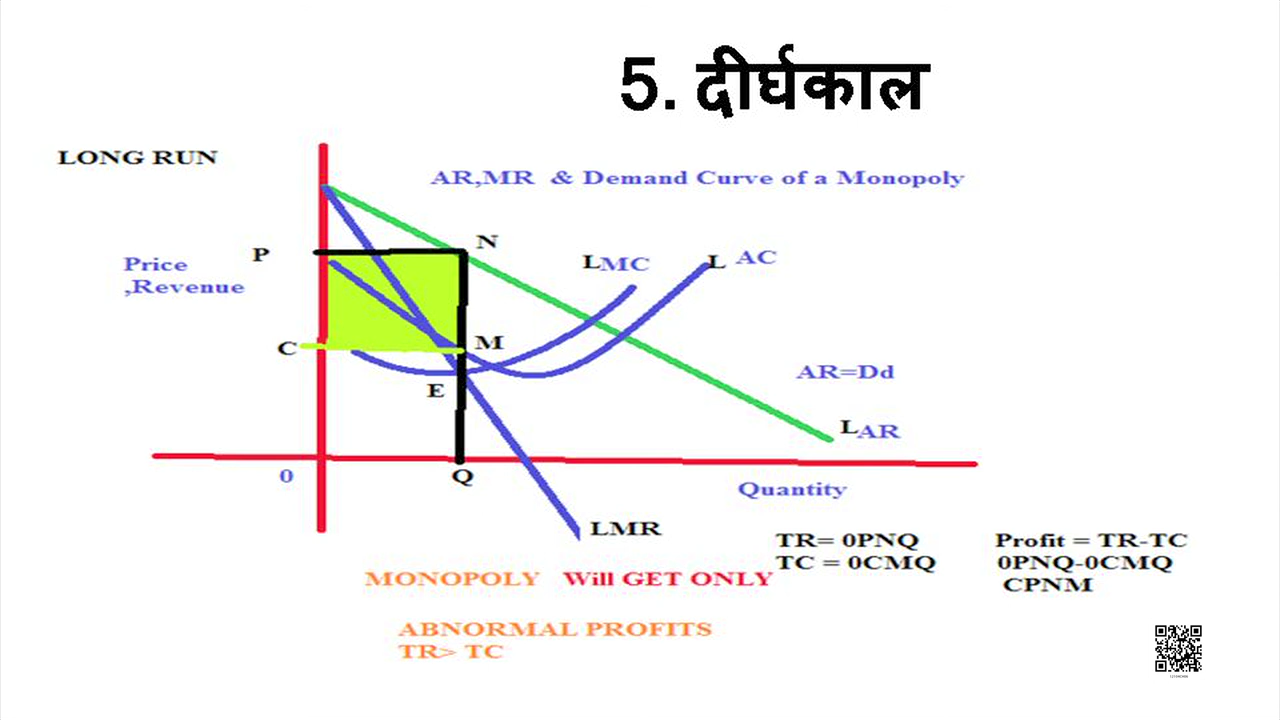 5. दीर्घकाल
LONG RUN
AR,MR & Demand Curve of a Monopoly
P
N
Price
,Revenue
LMC
L AC
C
M
E
AR=Dd
LAR
0
Q
Quantity
LMR
TR= 0PNQ
TC = 0CMQ
Profit = TR-TC
0PNQ-0CMQ
CPNM
MONOPOLY Will GET ONLY
ABNORMAL PROFITS
TR> TC